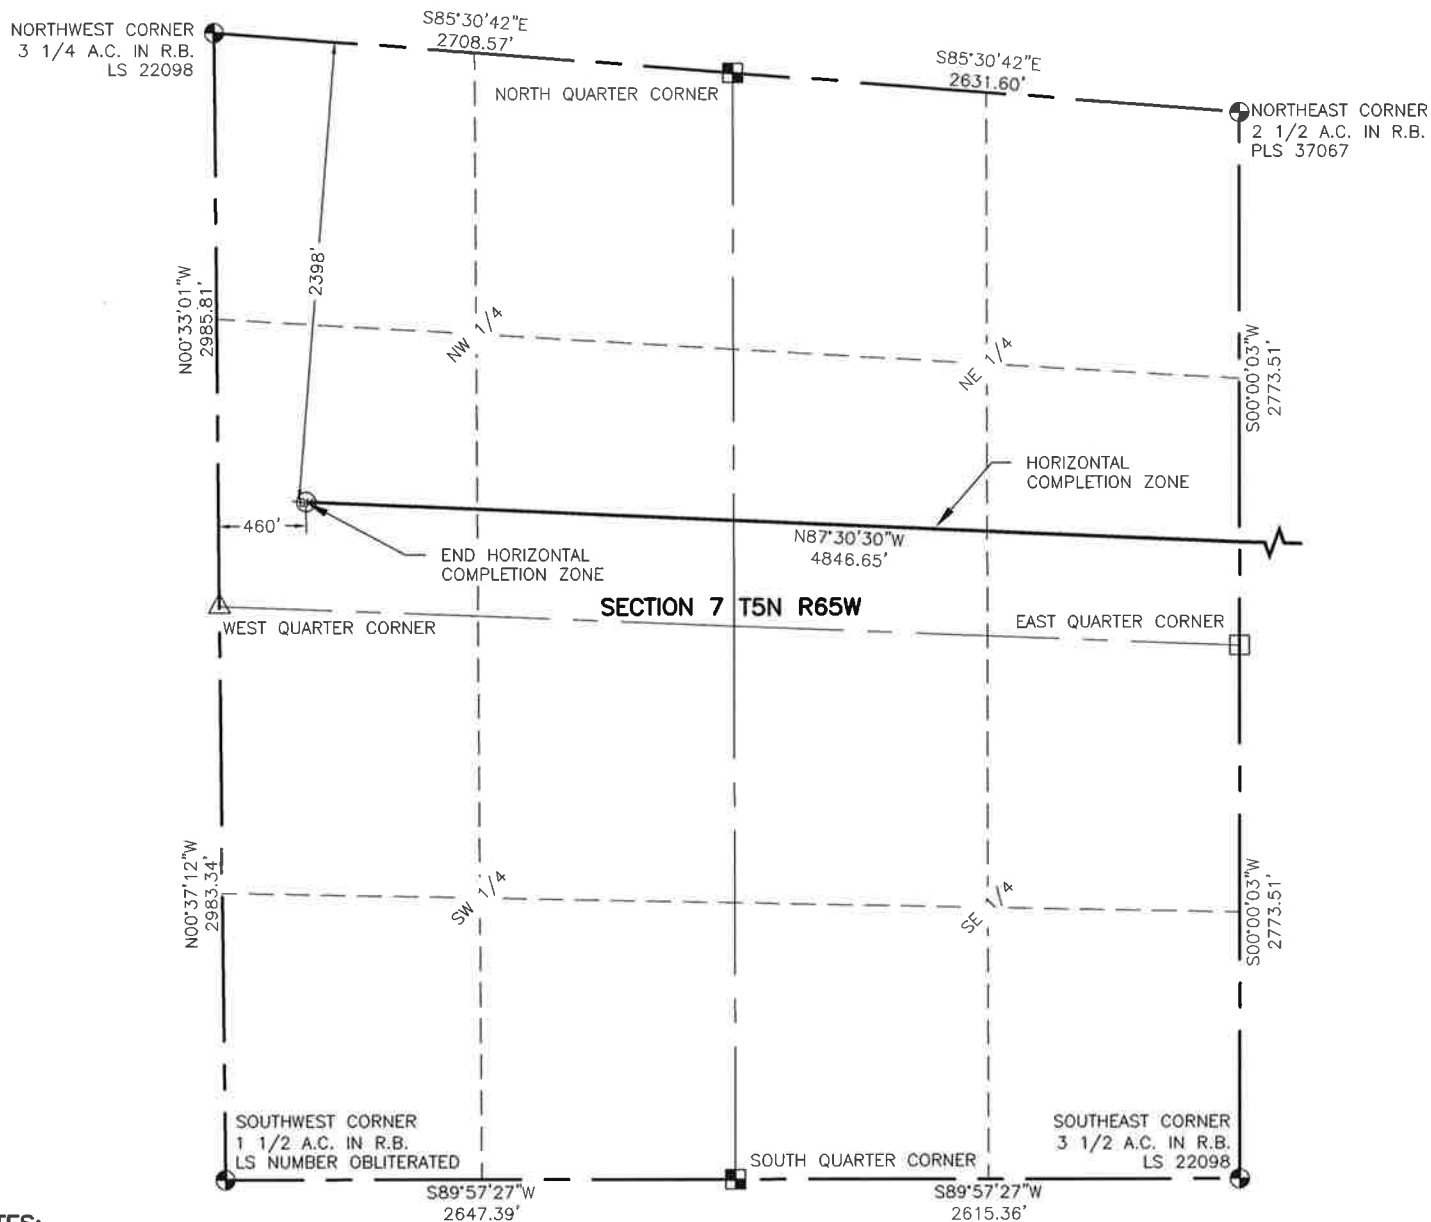 S85°30'42"E
2708.57'
NORTHWEST CORNER
3 1/4 A.C. IN R.B.
LS 22098
S85°30'42"E
2631.60'
NORTH QUARTER CORNER
NORTHEAST CORNER
2 1/2 A.C. IN R.B.
PLS 37067
2398'
N00°33'01"W
2985.81'
NW 1/4
NE 1/4
S00°00'03"W
2773.51'
HORIZONTAL
COMPLETION ZONE
460'
N87°30'30"W
4846.65'
END HORIZONTAL
COMPLETION ZONE
SECTION 7 T5N R65W
WEST QUARTER CORNER
EAST QUARTER CORNER
N00°37'12"W
2983.34'
SW 1/4
SE 1/4
S00°00'03"W
2773.51'
SOUTHWEST CORNER
1 1/2 A.C. IN R.B.
LS NUMBER OBLITERATED
SOUTH QUARTER CORNER
SOUTHEAST CORNER
3 1/2 A.C. IN R.B.
LS 22098
S89°57'27"W
2647.39'
S89°57'27"W
2615.36'